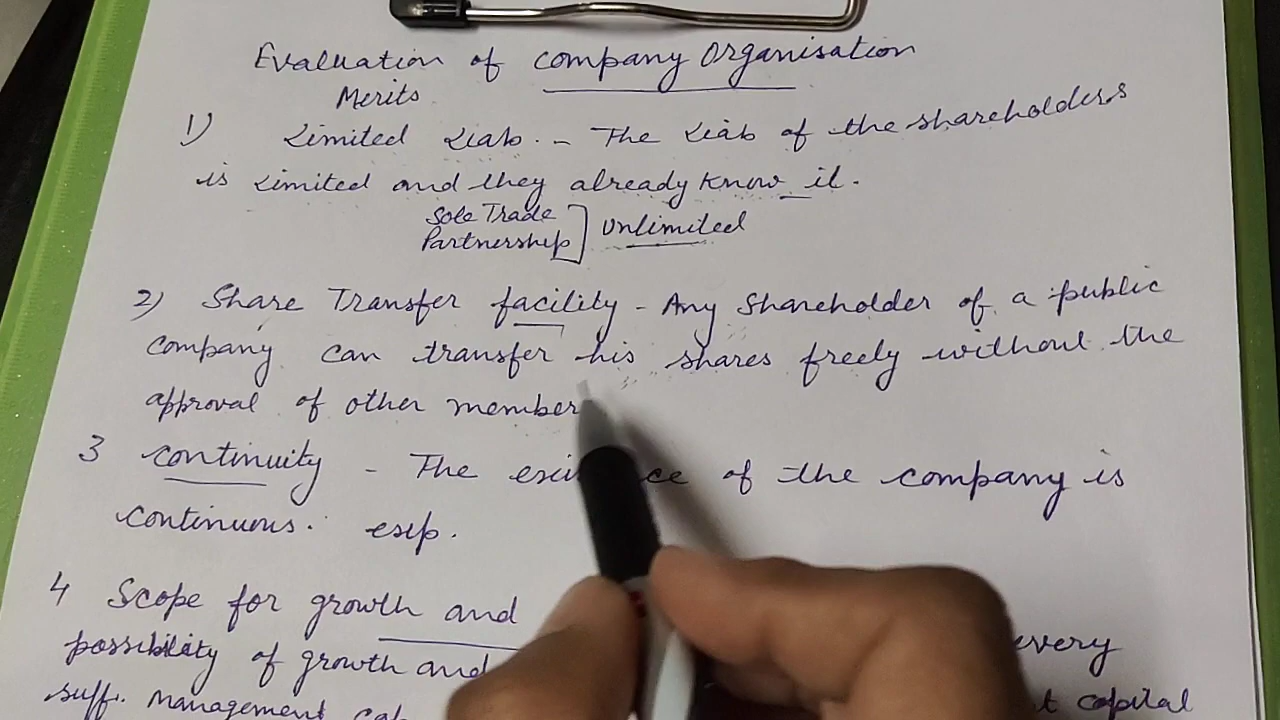 Evaluation of company Organisation
Merits
1) Limited Liab. - The Liab of the shareholders
is Limited and they already know it.
Sole Trade
Partnership ] Unlimited
2) Share Transfer facility - Any Shareholder of a public
company can transfer his shares freely without the
approval of other member
3 continuity - The of the company is
continuous. esep.
4 Scope for growth and
every
possibility of growth and
suff. management capital